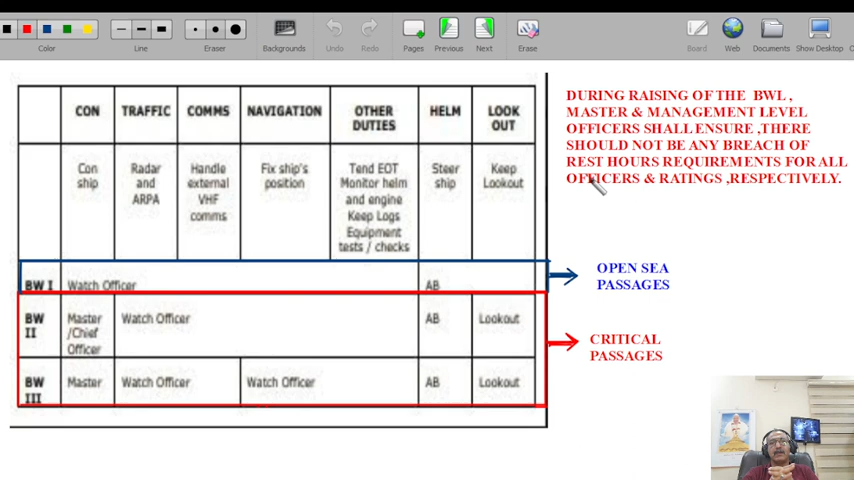 Color
Line
Eraser
Backgrounds
Undo
Redo
Pages
Previous
Next
Erase
Board
Web
Documents
Show Desktop
CON TRAFFIC COMMS NAVIGATION OTHER DUTIES HELM LOOK OUT
Con ship
Radar and ARPA
Handle external VHF comms
Fix ship's position
Tend EOT
Monitor helm
and engine
Keep Logs
Equipment
tests / checks
Steer ship
Keep Lookout
BW I Watch Officer AB
BW II Master /Chief Officer Watch Officer AB Lookout
BW III Master Watch Officer Watch Officer AB Lookout
DURING RAISING OF THE BWL ,
MASTER & MANAGEMENT LEVEL
OFFICERS SHALL ENSURE ,THERE
SHOULD NOT BE ANY BREACH OF
REST HOURS REQUIREMENTS FOR ALL
OFFICERS & RATINGS ,RESPECTIVELY.
OPEN SEA
PASSAGES
CRITICAL
PASSAGES